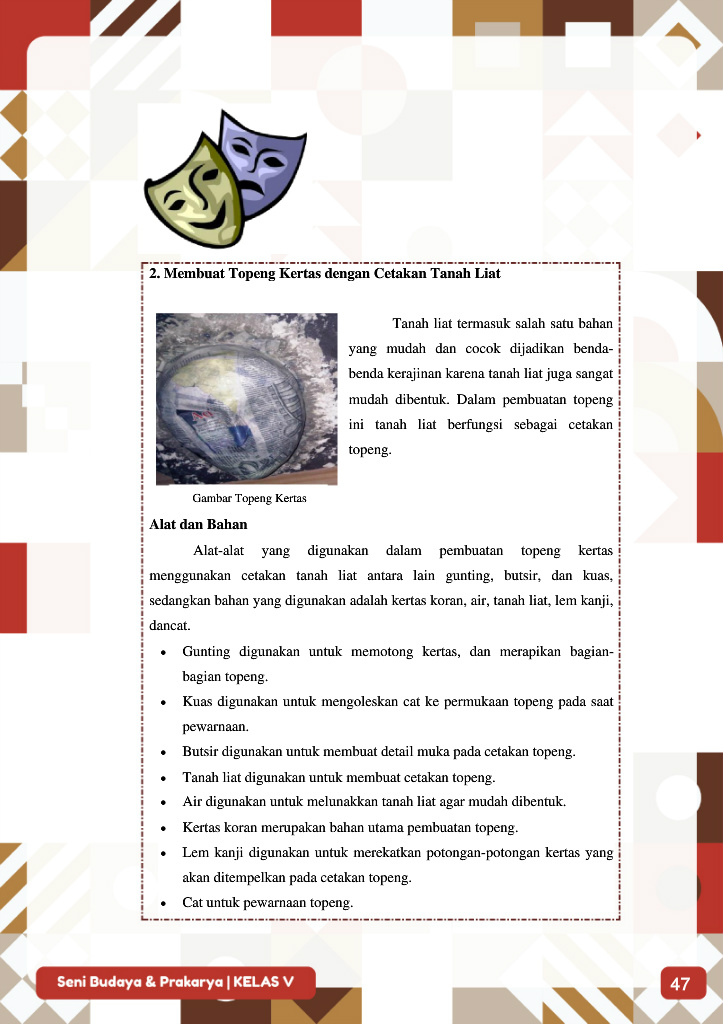 2. Membuat Topeng Kertas dengan Cetakan Tanah Liat
Tanah liat termasuk salah satu bahan
yang mudah dan cocok dijadikan benda-
benda kerajinan karena tanah liat juga sangat
mudah dibentuk. Dalam pembuatan topeng
ini tanah liat berfungsi sebagai cetakan
topeng.
Gambar Topeng Kertas
Alat dan Bahan
Alat-alat yang digunakan dalam pembuatan topeng kertas
menggunakan cetakan tanah liat antara lain gunting, butsir, dan kuas,
sedangkan bahan yang digunakan adalah kertas koran, air, tanah liat, lem kanji,
dancat.
• Gunting digunakan untuk memotong kertas, dan merapikan bagian-
bagian topeng.
• Kuas digunakan untuk mengoleskan cat ke permukaan topeng pada saat
pewarnaan.
• Butsir digunakan untuk membuat detail muka pada cetakan topeng.
• Tanah liat digunakan untuk membuat cetakan topeng.
• Air digunakan untuk melunakkan tanah liat agar mudah dibentuk.
• Kertas koran merupakan bahan utama pembuatan topeng.
• Lem kanji digunakan untuk merekatkan potongan-potongan kertas yang
akan ditempelkan pada cetakan topeng.
• Cat untuk pewarnaan topeng.
Seni Budaya & Prakarya | KELAS V
47